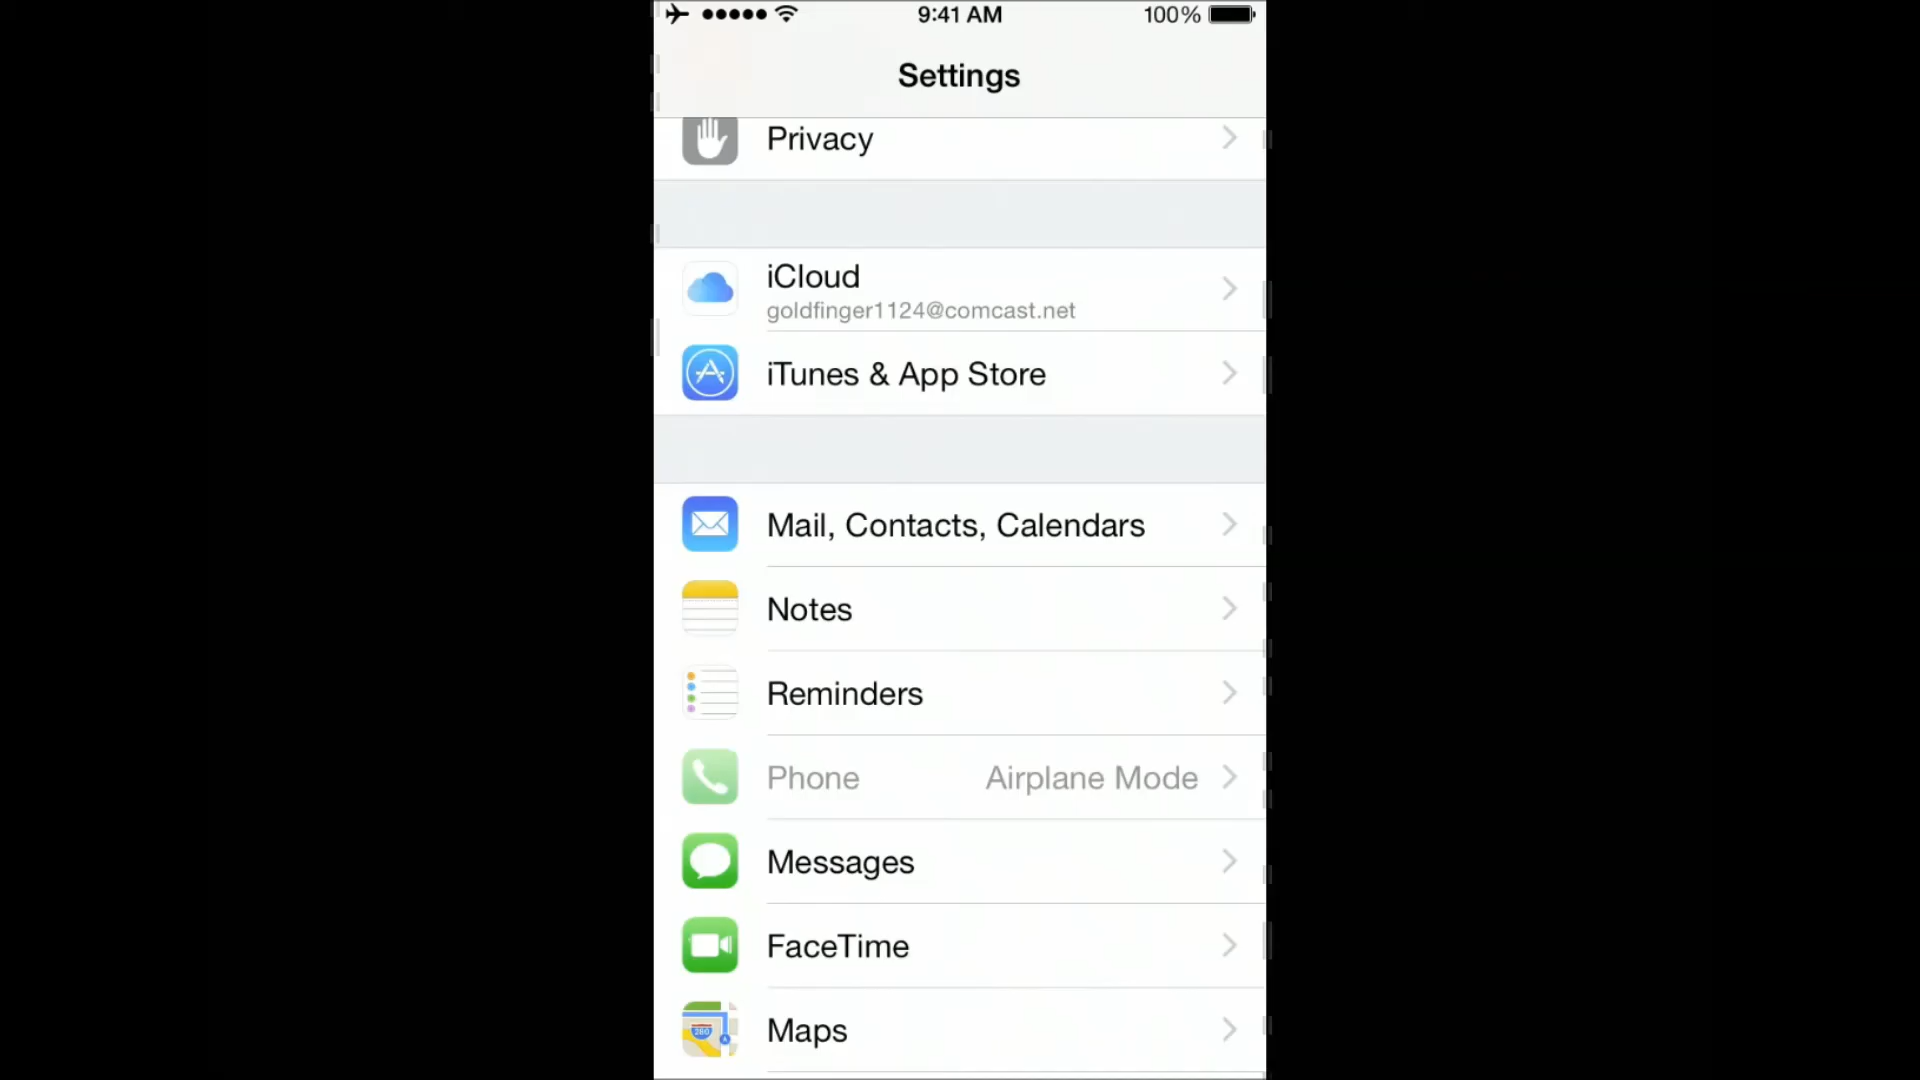 9:41 AM
100%
Settings
Privacy
iCloud
goldfinger1124@comcast.net
iTunes & App Store
Mail, Contacts, Calendars
Notes
Reminders
Phone Airplane Mode
Messages
FaceTime
280
Maps